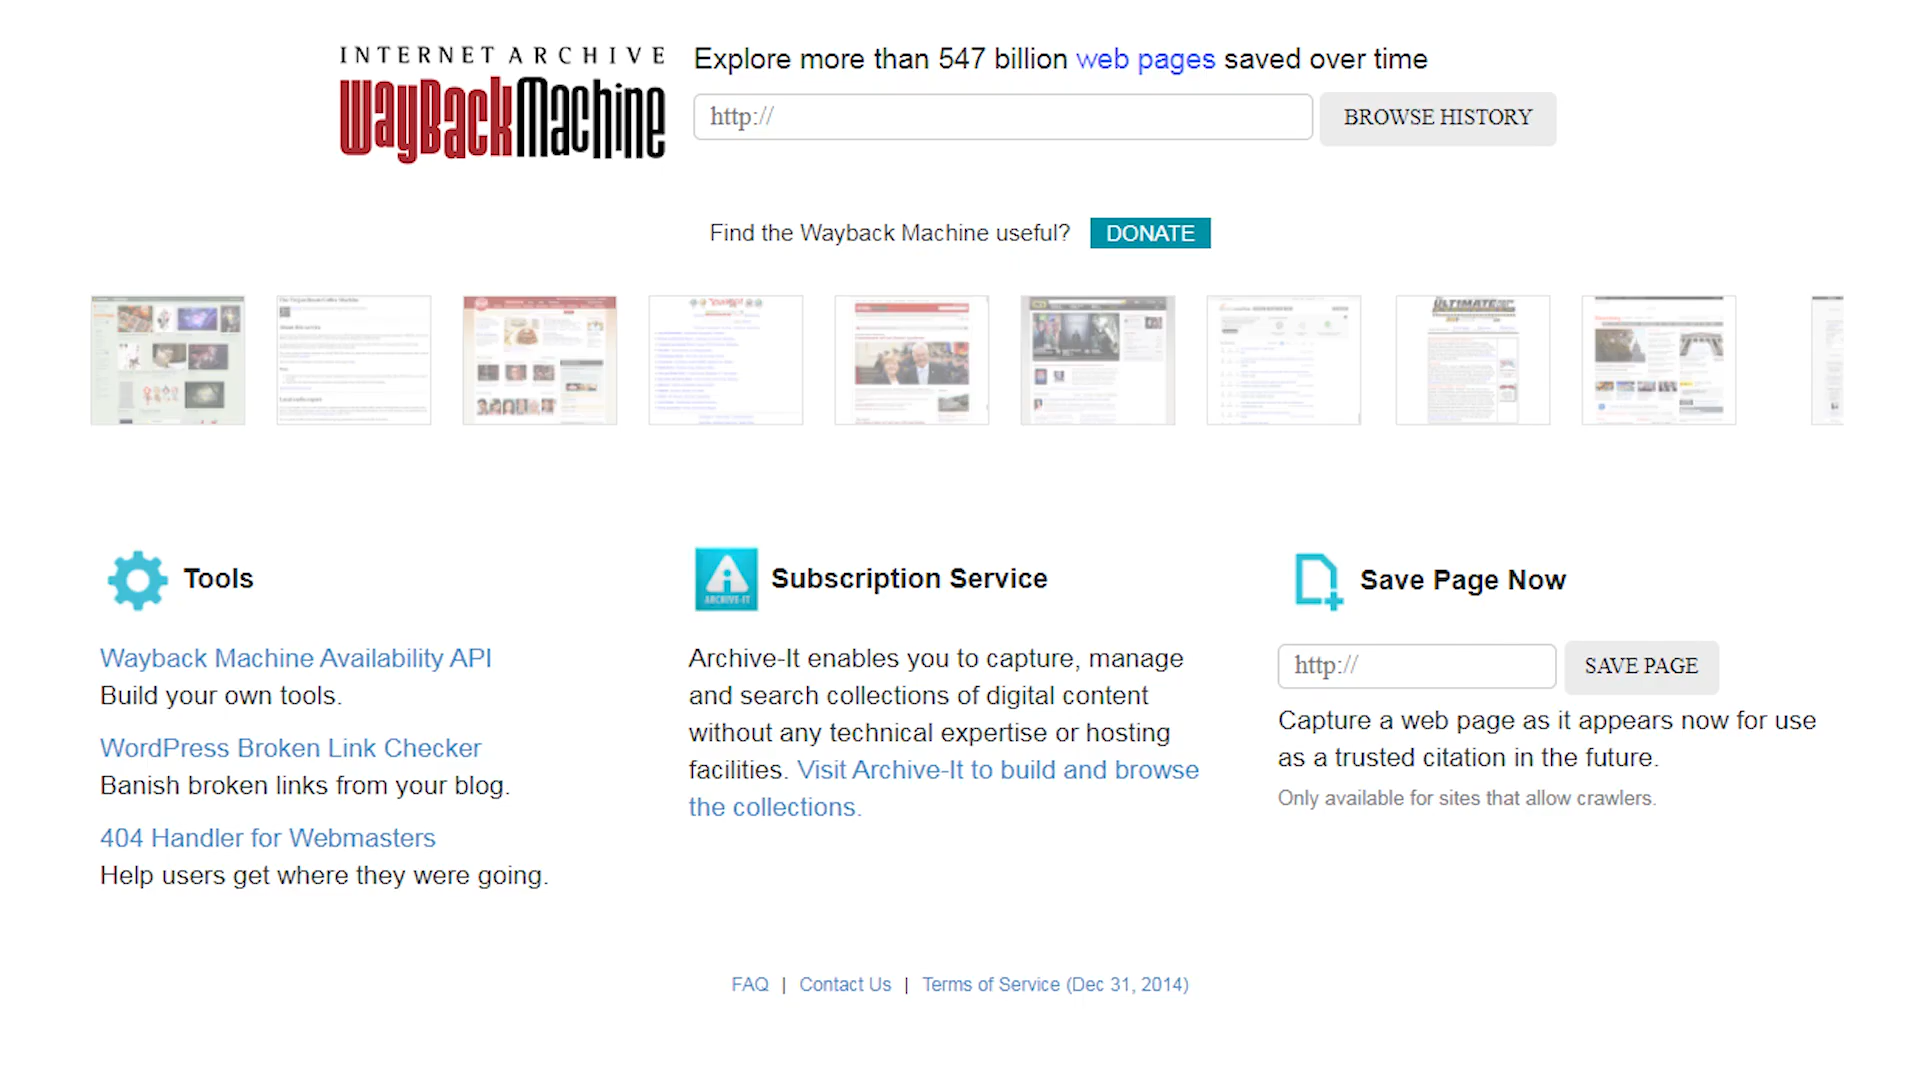 INTERNET ARCHIVE
WayBackMachine
Explore more than 547 billion web pages saved over time
http://
BROWSE HISTORY
Find the Wayback Machine useful?
DONATE
ULTIMATE
Tools
Wayback Machine Availability API
Build your own tools.
WordPress Broken Link Checker
Banish broken links from your blog.
404 Handler for Webmasters
Help users get where they were going.
ARCHIVE-IT
Subscription Service
Archive-It enables you to capture, manage
and search collections of digital content
without any technical expertise or hosting
facilities. Visit Archive-It to build and browse
the collections.
Save Page Now
http://
SAVE PAGE
Capture a web page as it appears now for use
as a trusted citation in the future.
Only available for sites that allow crawlers.
FAQ | Contact Us | Terms of Service (Dec 31, 2014)